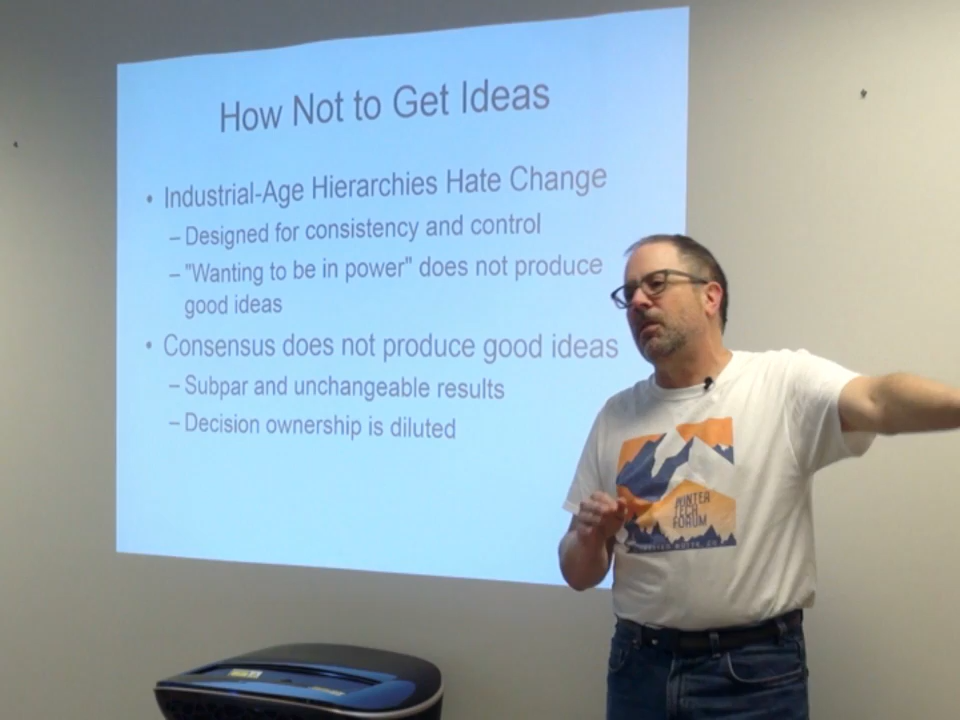 How Not to Get Ideas
• Industrial-Age Hierarchies Hate Change
– Designed for consistency and control
– "Wanting to be in power" does not produce
good ideas
• Consensus does not produce good ideas
– Subpar and unchangeable results
– Decision ownership is diluted
WINTER
TECH
FORUM